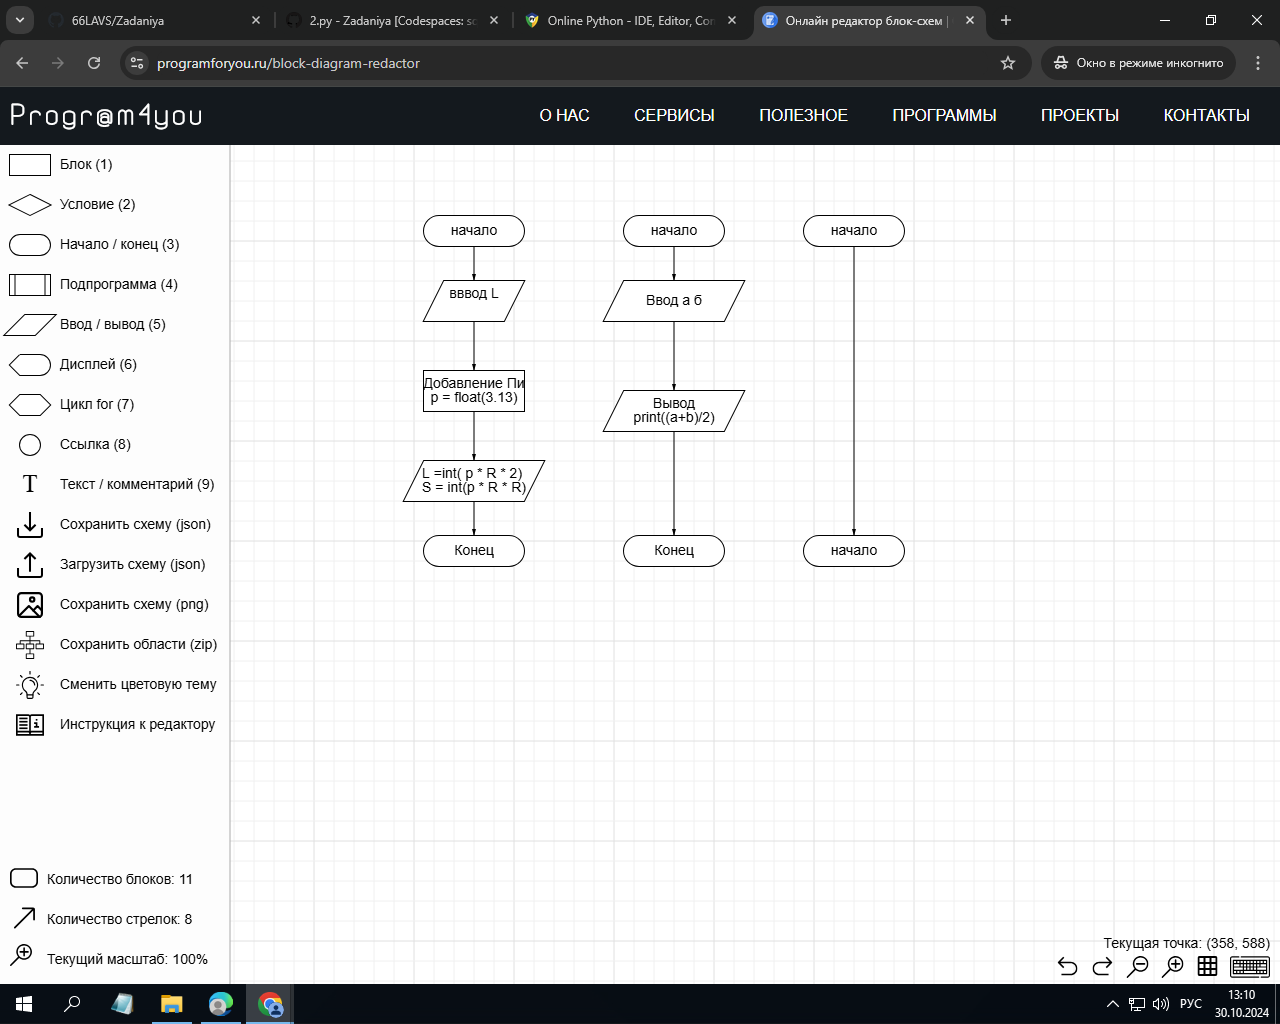 66LAVS/Zadaniya
2.py - Zadaniya [Codespaces: sc
Online Python - IDE, Editor, Con
Онлайн редактор блок-схем |
programforyou.ru/block-diagram-redactor
Окно в режиме инкогнито
Progr@m4you
О НАС
СЕРВИСЫ
ПОЛЕЗНОЕ
ПРОГРАММЫ
ПРОЕКТЫ
КОНТАКТЫ
Блок (1)
Условие (2)
Начало / конец (3)
Подпрограмма (4)
Ввод / вывод (5)
Дисплей (6)
Цикл for (7)
Ссылка (8)
T Текст / комментарий (9)
Сохранить схему (json)
Загрузить схему (json)
Сохранить схему (png)
Сохранить области (zip)
Сменить цветовую тему
Инструкция к редактору
Количество блоков: 11
Количество стрелок: 8
Текущий масштаб: 100%
начало
вввод L
Добавление Пи
p = float(3.13)
L =int( p * R * 2)
S = int(p * R * R)
Конец
начало
Ввод а б
Вывод
print((a+b)/2)
Конец
начало
начало
Текущая точка: (358, 588)
РУС
13:10
30.10.2024